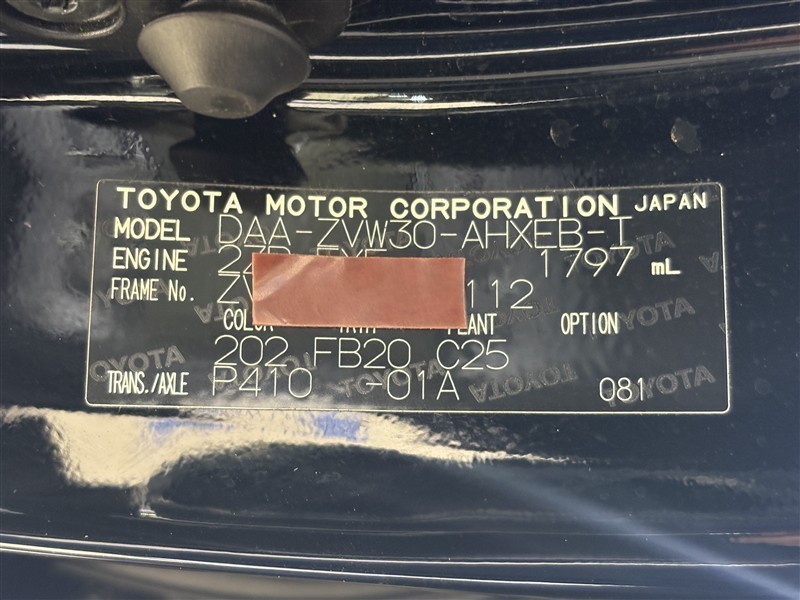 TOYOTA MOTOR CORPORATION JAPAN
MODEL DAA-ZVW30-AHXEB-T
ENGINE 1797 mL
FRAME No. 112
COLOR PLANT OPTION
202 FB20 C25
TRANS./AXLE P410 -01A 081